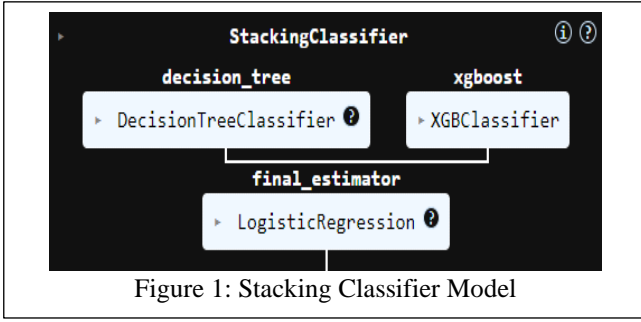 StackingClassifier
decision_tree xgboost
DecisionTreeClassifier ? XGBClassifier
final_estimator
LogisticRegression ?
Figure 1: Stacking Classifier Model